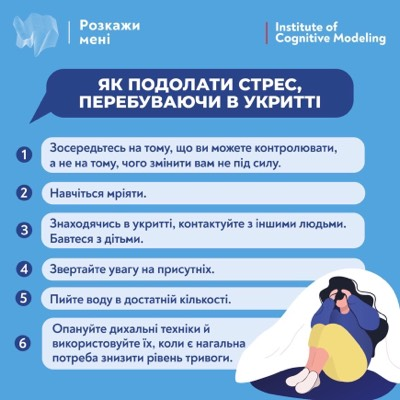 Розкажи
мені
Institute of
Cognitive Modeling
ЯК ПОДОЛАТИ СТРЕС,
ПЕРЕБУВАЮЧИ В УКРИТТІ
1 Зосередьтесь на тому, що ви можете контролювати,
а не на тому, чого змінити вам не під силу.
2 Навчіться мріяти.
3 Знаходячись в укритті, контактуйте з іншими людьми.
Бавтеся з дітьми.
4 Звертайте увагу на присутніх.
5 Пийте воду в достатній кількості.
6 Опануйте дихальні техніки й
використовуйте їх, коли є нагальна
потреба знизити рівень тривоги.